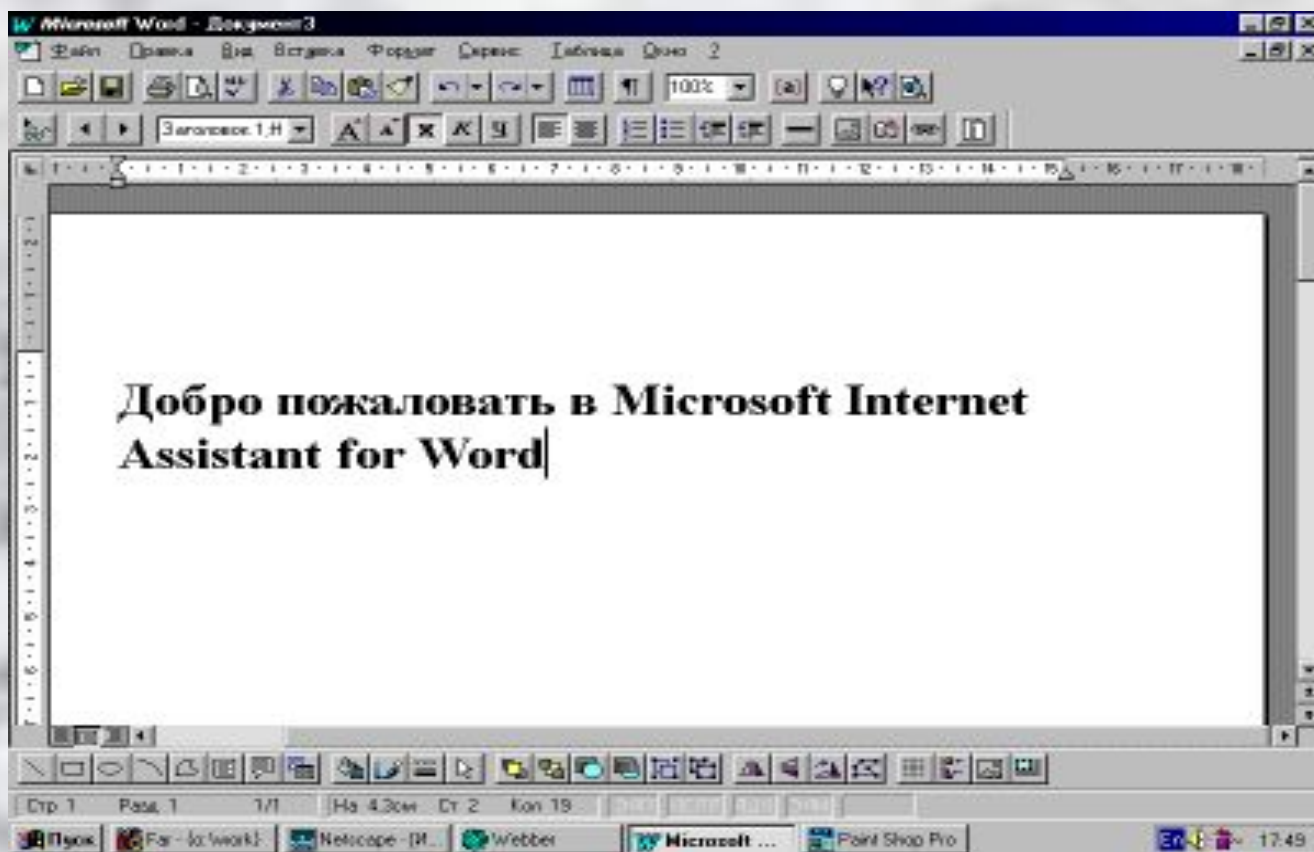 Microsoft Word - Документ3
Файл Правка Вид Вставка Формат Сервис Таблица Окно ?
100%
Заголовок 1,H
Ж К Ч
Добро пожаловать в Microsoft Internet
Assistant for Word
Стр 1 Разд 1 1/1 На 4.3см Ст 2 Кол 19
Пуск Far - Netscape - [И... Webber Microsoft ... Paint Shop Pro En 17:49